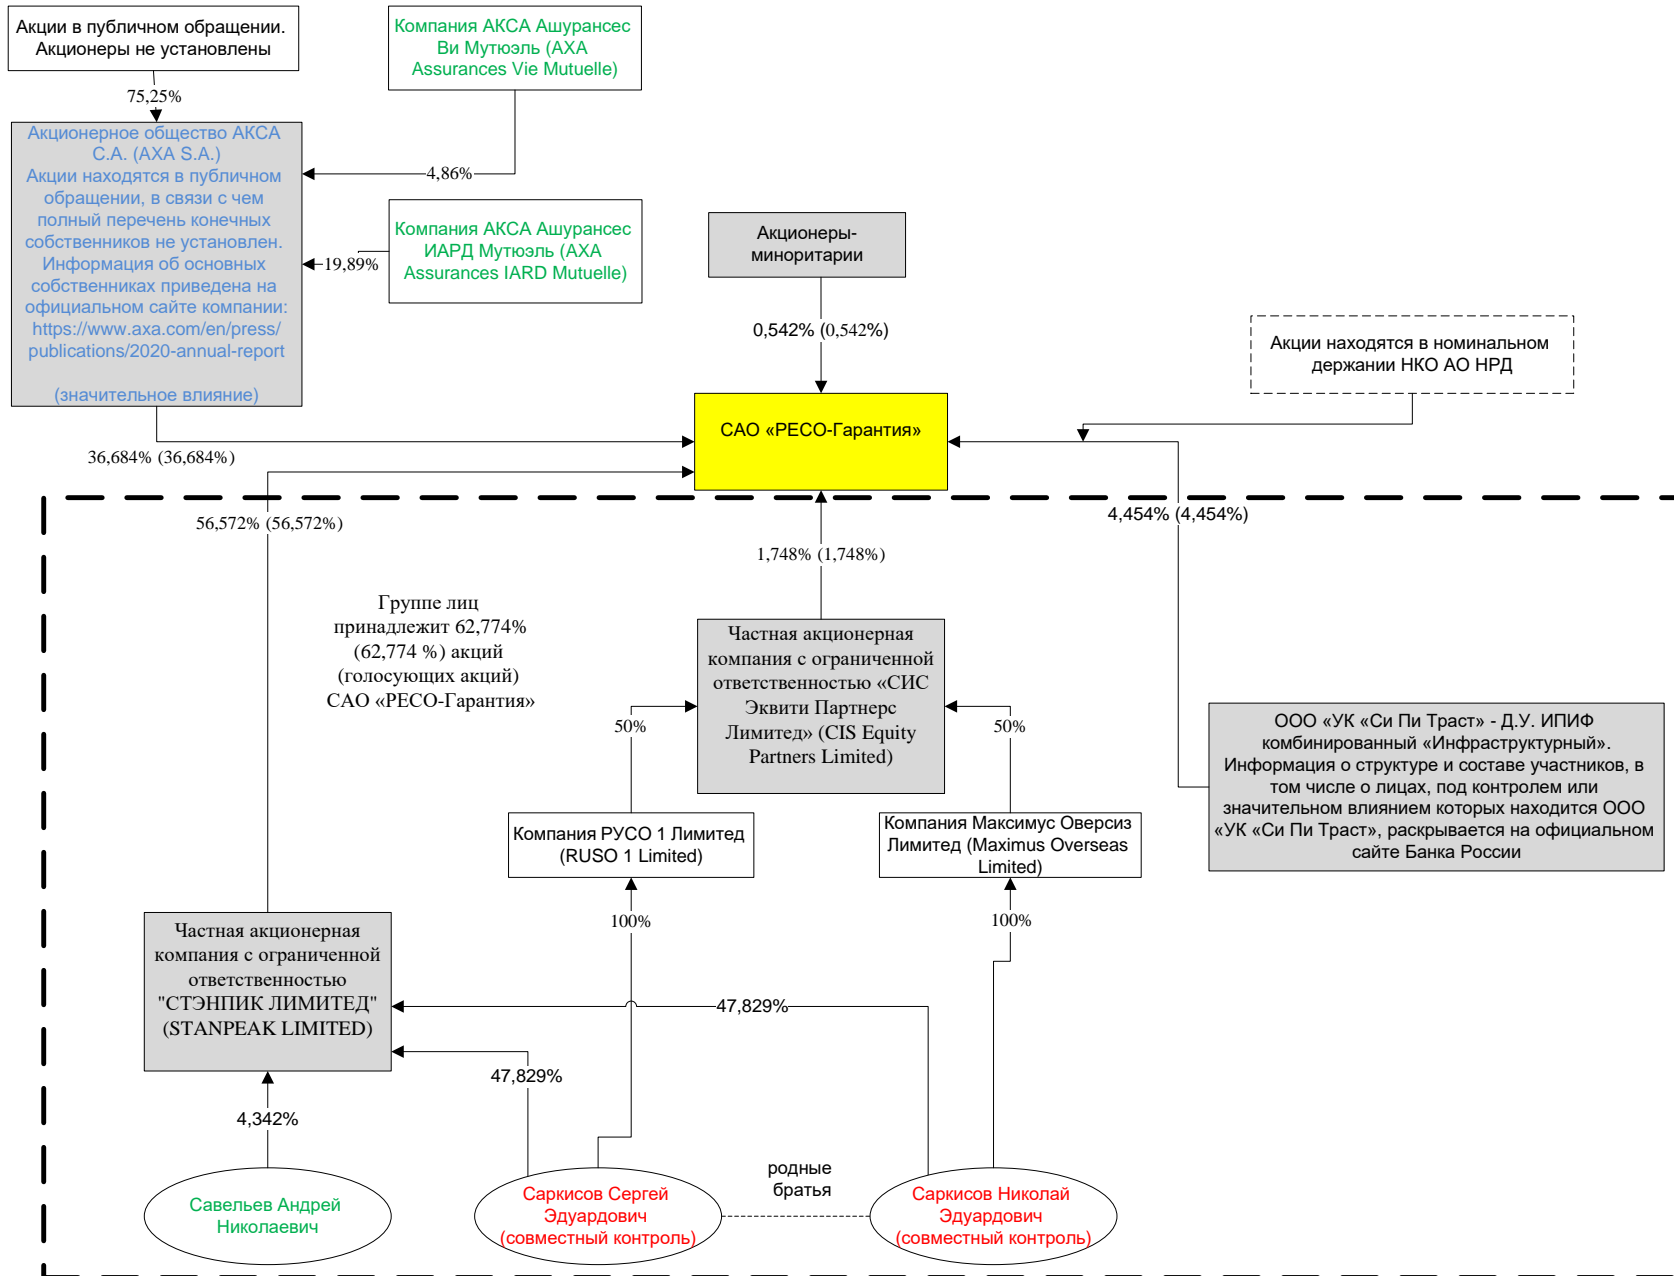 Акции в публичном обращении.
Акционеры не установлены
75,25%
Компания АКСА Ашурансес
Ви Мутюэль (AXA
Assurances Vie Mutuelle)
4,86%
Акционерное общество АКСА
С.А. (AXA S.A.)
Акции находятся в публичном
обращении, в связи с чем
полный перечень конечных
собственников не установлен.
Информация об основных
собственниках приведена на
официальном сайте компании:
https://www.axa.com/en/press/
publications/2020-annual-report
(значительное влияние)
Компания АКСА Ашурансес
ИАРД Мутюэль (AXA
Assurances IARD Mutuelle)
19,89%
Акционеры-
миноритарии
0,542% (0,542%)
Акции находятся в номинальном
держании НКО АО НРД
САО «РЕСО-Гарантия»
36,684% (36,684%)
56,572% (56,572%)
4,454% (4,454%)
1,748% (1,748%)
Группе лиц
принадлежит 62,774%
(62,774 %) акций
(голосующих акций)
САО «РЕСО-Гарантия»
Частная акционерная
компания с ограниченной
ответственностью «СИС
Эквити Партнерс
Лимитед» (CIS Equity
Partners Limited)
50%
50%
ООО «УК «Си Пи Траст» - Д.У. ИПИФ
комбинированный «Инфраструктурный».
Информация о структуре и составе участников, в
том числе о лицах, под контролем или
значительном влиянием которых находится ООО
«УК «Си Пи Траст», раскрывается на официальном
сайте Банка России
Компания РУСО 1 Лимитед
(RUSO 1 Limited)
Компания Максимус Оверсиз
Лимитед (Maximus Overseas
Limited)
100%
100%
Частная акционерная
компания с ограниченной
ответственностью
"СТЭНПИК ЛИМИТЕД"
(STANPEAK LIMITED)
47,829%
47,829%
4,342%
Савельев Андрей
Николаевич
Саркисов Сергей
Эдуардович
(совместный контроль)
родные
братья
Саркисов Николай
Эдуардович
(совместный контроль)